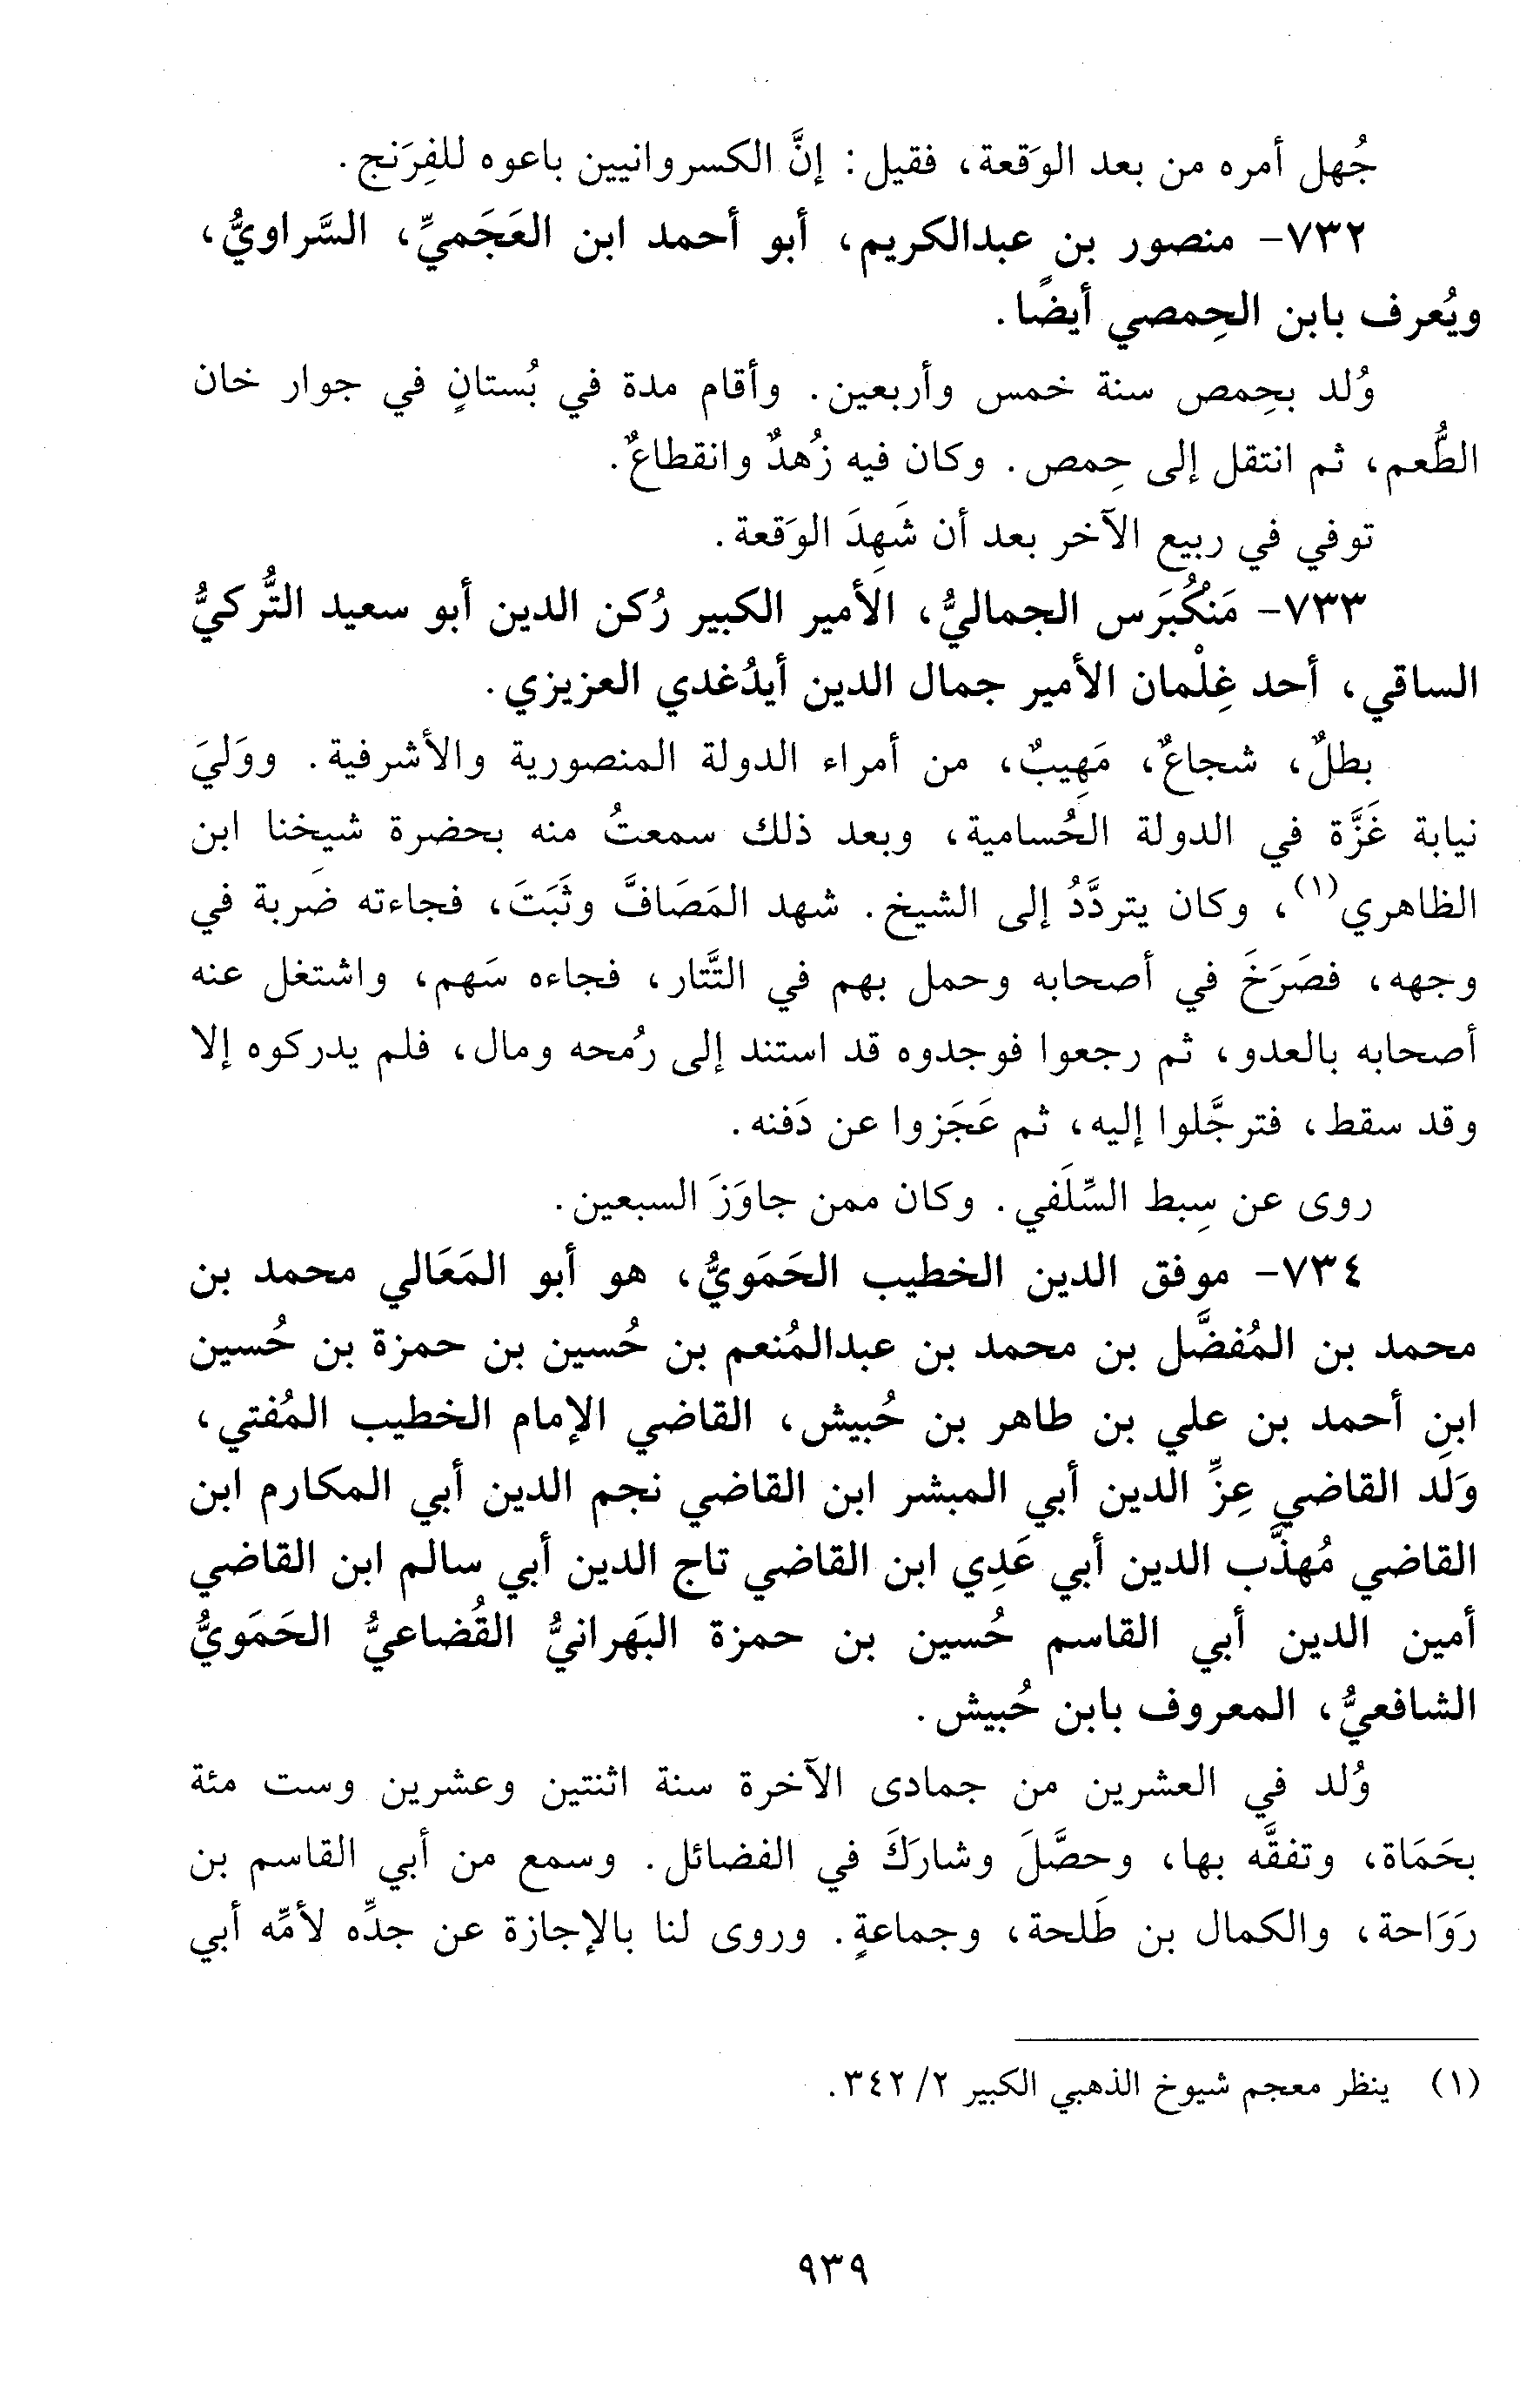 جُهل أمره من بعد الوَقعة، فقيل: إنَّ الكسروانيين باعوه للفِرَنج.
٧٣٢- منصور بن عبدالكريم، أبو أحمد ابن العَجَميِّ، السَّراويُّ،
ويُعرف بابن الحِمصي أيضًا.
وُلد بحِمص سنة خمس وأربعين. وأقام مدة في بُستانٍ في جوار خان
الطُّعم، ثم انتقل إلى حِمص. وكان فيه زُهدٌ وانقطاعٌ.
توفي في ربيع الآخر بعد أن شَهِدَ الوَقعة.
٧٣٣- مَنكُبَرَس الجماليُّ، الأمير الكبير رُكن الدين أبو سعيد التُّركيُّ
الساقي، أحد غِلْمان الأمير جمال الدين أيدُغدي العزيزي.
بطلٌ، شجاعٌ، مَهِيبٌ، من أمراء الدولة المنصورية والأشرفية. ووَليَ
نيابة غَزَّة في الدولة الحُسامية، وبعد ذلك سمعتُ منه بحضرة شيخنا ابن
الظاهري(١)، وكان يتردَّدُ إلى الشيخ. شهد المَصَافَّ وثَبَتَ، فجاءته ضَربة في
وجهه، فصَرَخَ في أصحابه وحمل بهم في التَّتار، فجاءه سَهم، واشتغل عنه
أصحابه بالعدو، ثم رجعوا فوجدوه قد استند إلى رُمحه ومال، فلم يدركوه إلا
وقد سقط، فترجَّلوا إليه، ثم عَجَزوا عن دَفنه.
روى عن سِبط السِّلَفي. وكان ممن جاوَزَ السبعين.
٧٣٤- موفق الدين الخطيب الحَمَويُّ، هو أبو المَعَالي محمد بن
محمد بن المُفضَّل بن محمد بن عبدالمُنعم بن حُسين بن حمزة بن حُسين
ابنِ أحمد بن علي بن طاهر بن حُبيش، القاضي الإمام الخطيب المُفتي،
وَلَد القاضي عِزِّ الدين أبي المبشر ابن القاضي نجم الدين أبي المكارم ابن
القاضي مُهذَّب الدين أبي عَدِي ابن القاضي تاج الدين أبي سالم ابن القاضي
أمين الدين أبي القاسم حُسين بن حمزة البَهرانيُّ القُضاعيُّ الحَمَويُّ
الشافعيُّ، المعروف بابن حُبيش.
وُلد في العشرين من جمادى الآخرة سنة اثنتين وعشرين وست مئة
بحَمَاة، وتفقَّه بها، وحصَّلَ وشارَكَ في الفضائل. وسمع من أبي القاسم بن
رَوَاحة، والكمال بن طَلحة، وجماعةٍ. وروى لنا بالإجازة عن جدِّه لأمِّه أبي
(١) ينظر معجم شيوخ الذهبي الكبير ٢/ ٣٤٢.
٩٣٩